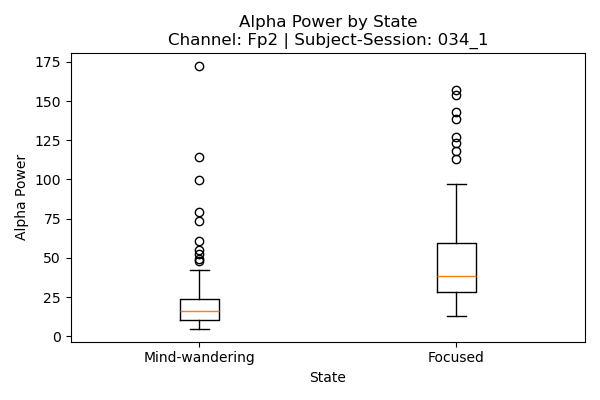 Alpha Power by State
Channel: Fp2 | Subject-Session: 034_1
175
150
125
100
75
50
25
0
Alpha Power
Mind-wandering
Focused
State